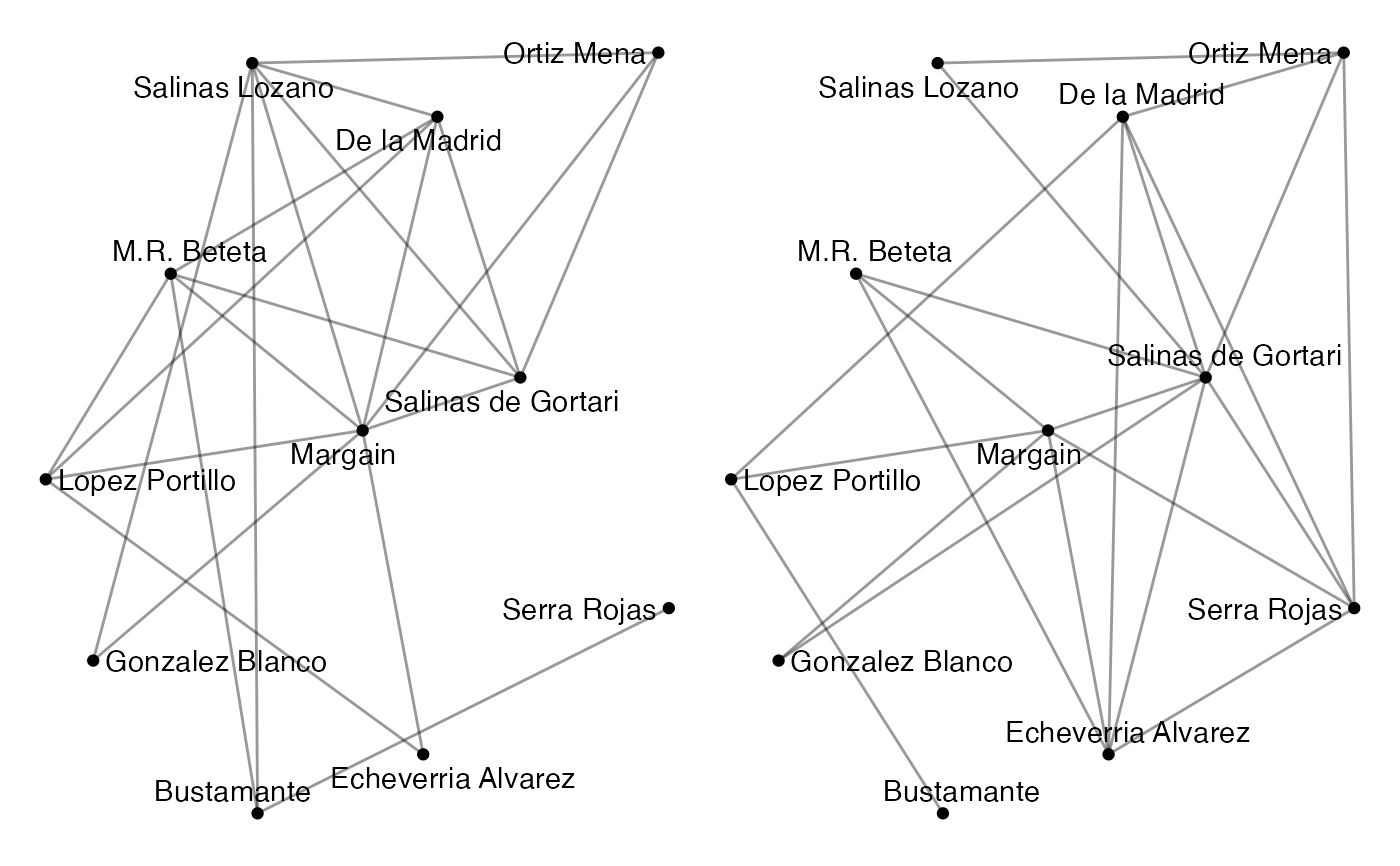 Ortiz Mena
Salinas Lozano
De la Madrid
M.R. Beteta
Salinas de Gortari
Margain
Lopez Portillo
Serra Rojas
Gonzalez Blanco
Echeverria Alvarez
Bustamante
Ortiz Mena
Salinas Lozano
De la Madrid
M.R. Beteta
Salinas de Gortari
Margain
Lopez Portillo
Serra Rojas
Gonzalez Blanco
Echeverria Alvarez
Bustamante